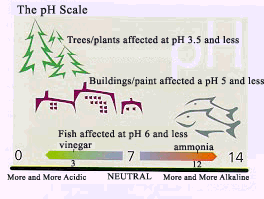 The pH Scale
pH
Trees/plants affected at pH 3.5 and less
Buildings/paint affected a pH 5 and less
Fish affected at pH 6 and less
vinegar ammonia
0 7 14
3 12
More and More Acidic NEUTRAL More and More Alkaline